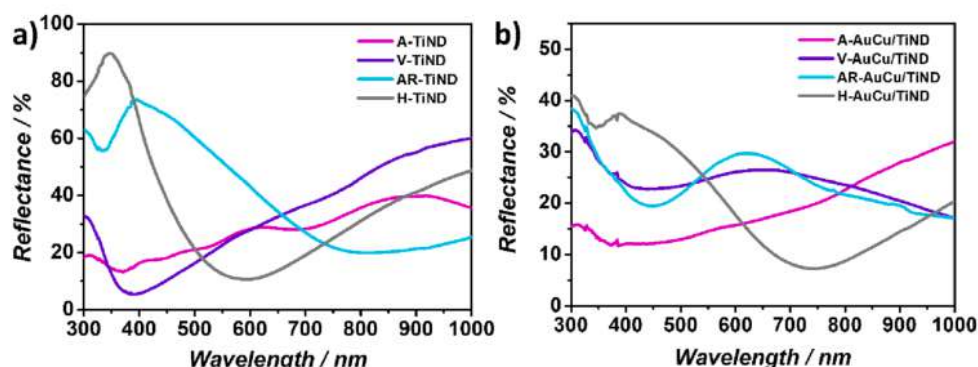 a)
A-TiND
V-TiND
AR-TiND
H-TiND
Reflectance / %
100
80
60
40
20
0
300 400 500 600 700 800 900 1000
Wavelength / nm
b)
A-AuCu/TiND
V-AuCu/TiND
AR-AuCu/TiND
H-AuCu/TiND
Reflectance / %
55
50
40
30
20
10
0
300 400 500 600 700 800 900 1000
Wavelength / nm